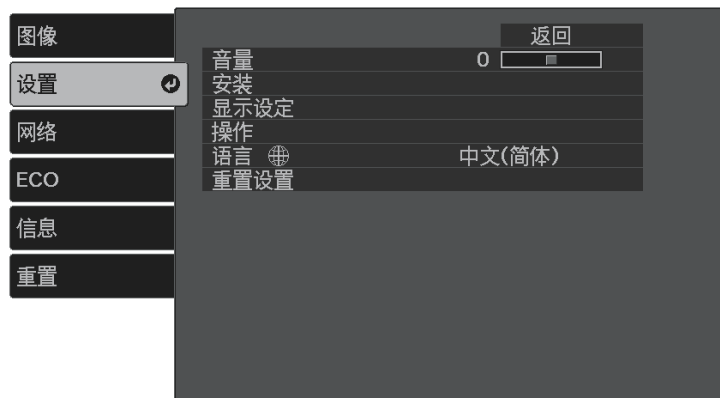 图像
设置
网络
ECO
信息
重置
返回
音量 0
安装
显示设定
操作
语言 中文(简体)
重置设置